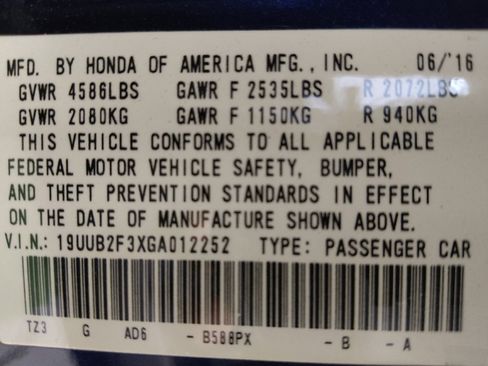 MFD. BY HONDA OF AMERICA MFG., INC. 06/'16
GVWR 4586LBS GAWR F 2535LBS R 2072LBS
GVWR 2080KG GAWR F 1150KG R 940KG
THIS VEHICLE CONFORMS TO ALL APPLICABLE
FEDERAL MOTOR VEHICLE SAFETY, BUMPER,
AND THEFT PREVENTION STANDARDS IN EFFECT
ON THE DATE OF MANUFACTURE SHOWN ABOVE.
V.I.N.: 19UUB2F3XGA012252 TYPE: PASSENGER CAR
TZ3 G AD6 - B588PX - B - A